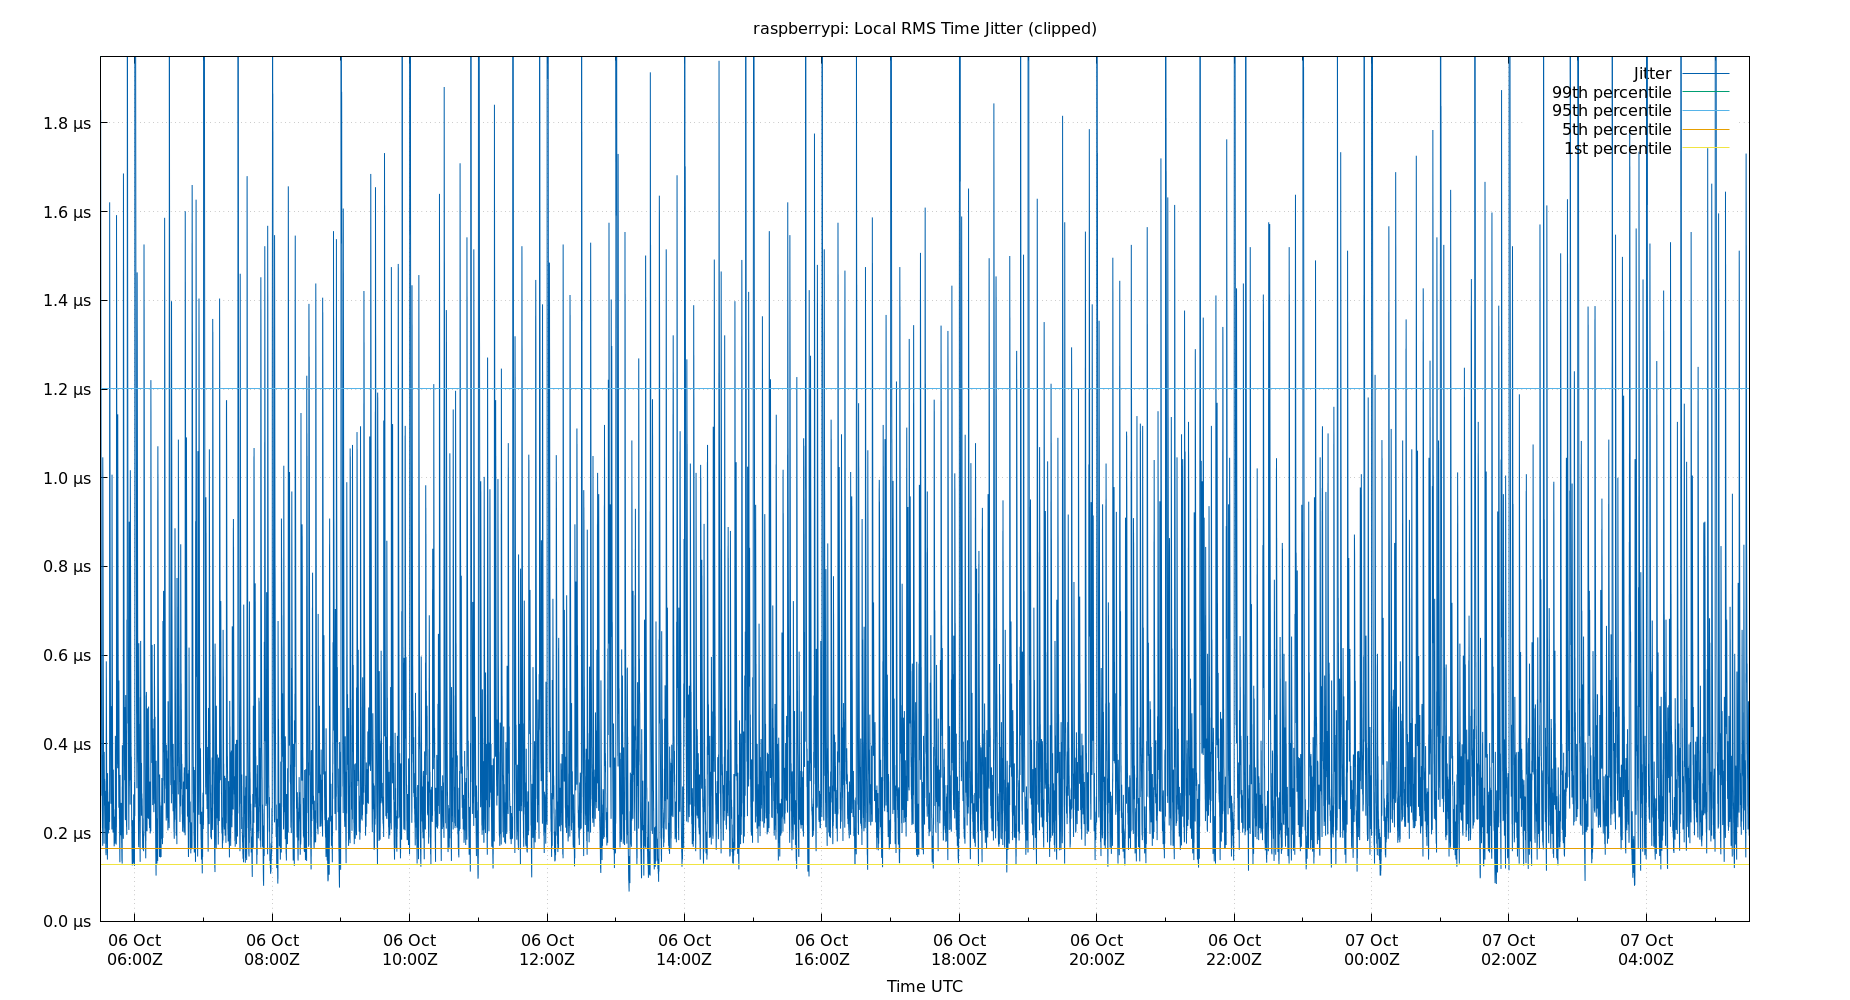 raspberrypi: Local RMS Time Jitter (clipped)
Jitter
99th percentile
95th percentile
5th percentile
1st percentile
1.8 µs
1.6 µs
1.4 µs
1.2 µs
1.0 µs
0.8 µs
0.6 µs
0.4 µs
0.2 µs
0.0 µs
06 Oct 06 Oct 06 Oct 06 Oct 06 Oct 06 Oct 06 Oct 06 Oct 06 Oct 07 Oct 07 Oct 07 Oct
06:00Z 08:00Z 10:00Z 12:00Z 14:00Z 16:00Z 18:00Z 20:00Z 22:00Z 00:00Z 02:00Z 04:00Z
Time UTC